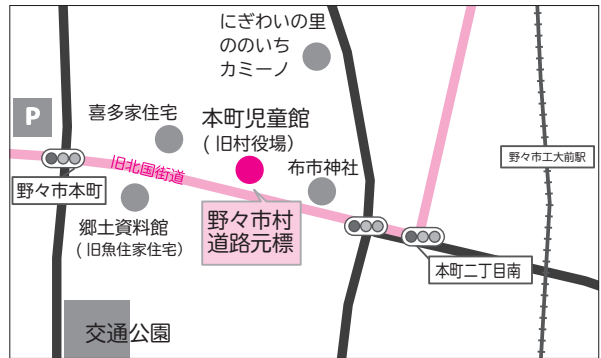 にぎわいの里
ののいち
カミーノ
P
喜多家住宅
本町児童館
(旧村役場)
旧北国街道
布市神社
野々市工大前駅
野々市本町
郷土資料館
(旧魚住家住宅)
野々市村
道路元標
本町二丁目南
交通公園